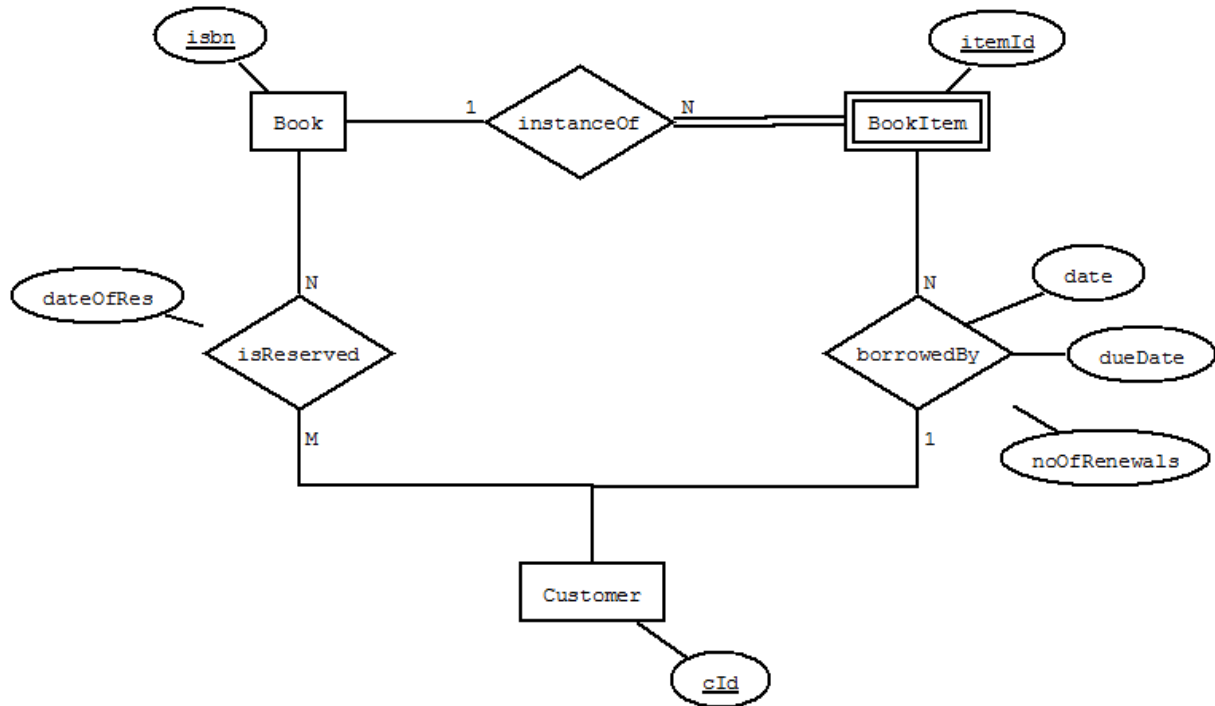 isbn
itemId
Book
1
instanceOf
N
BookItem
N
N
date
dateOfRes
isReserved
borrowedBy
dueDate
M
1
noOfRenewals
Customer
cId